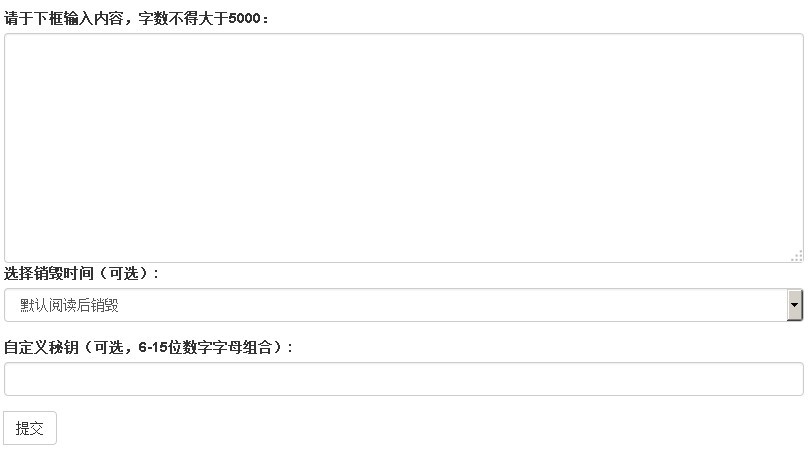 请于下框输入内容，字数不得大于5000：
选择销毁时间（可选）：
默认阅读后销毁
自定义秘钥（可选，6-15位数字字母组合）：
提交